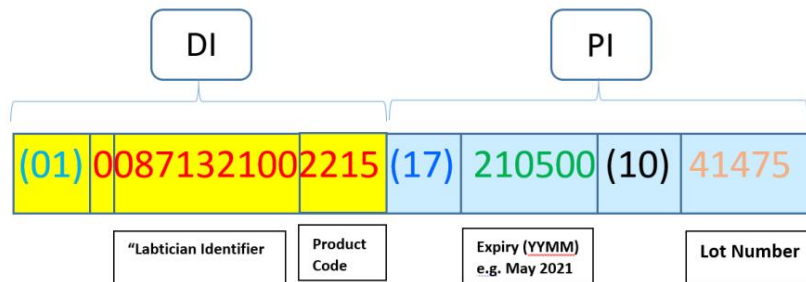 DI PI
(01) 00871321002215 (17) 210500 (10) 41475
"Labtician Identifier
Product Code
Expiry (YYMM)
e.g. May 2021
Lot Number